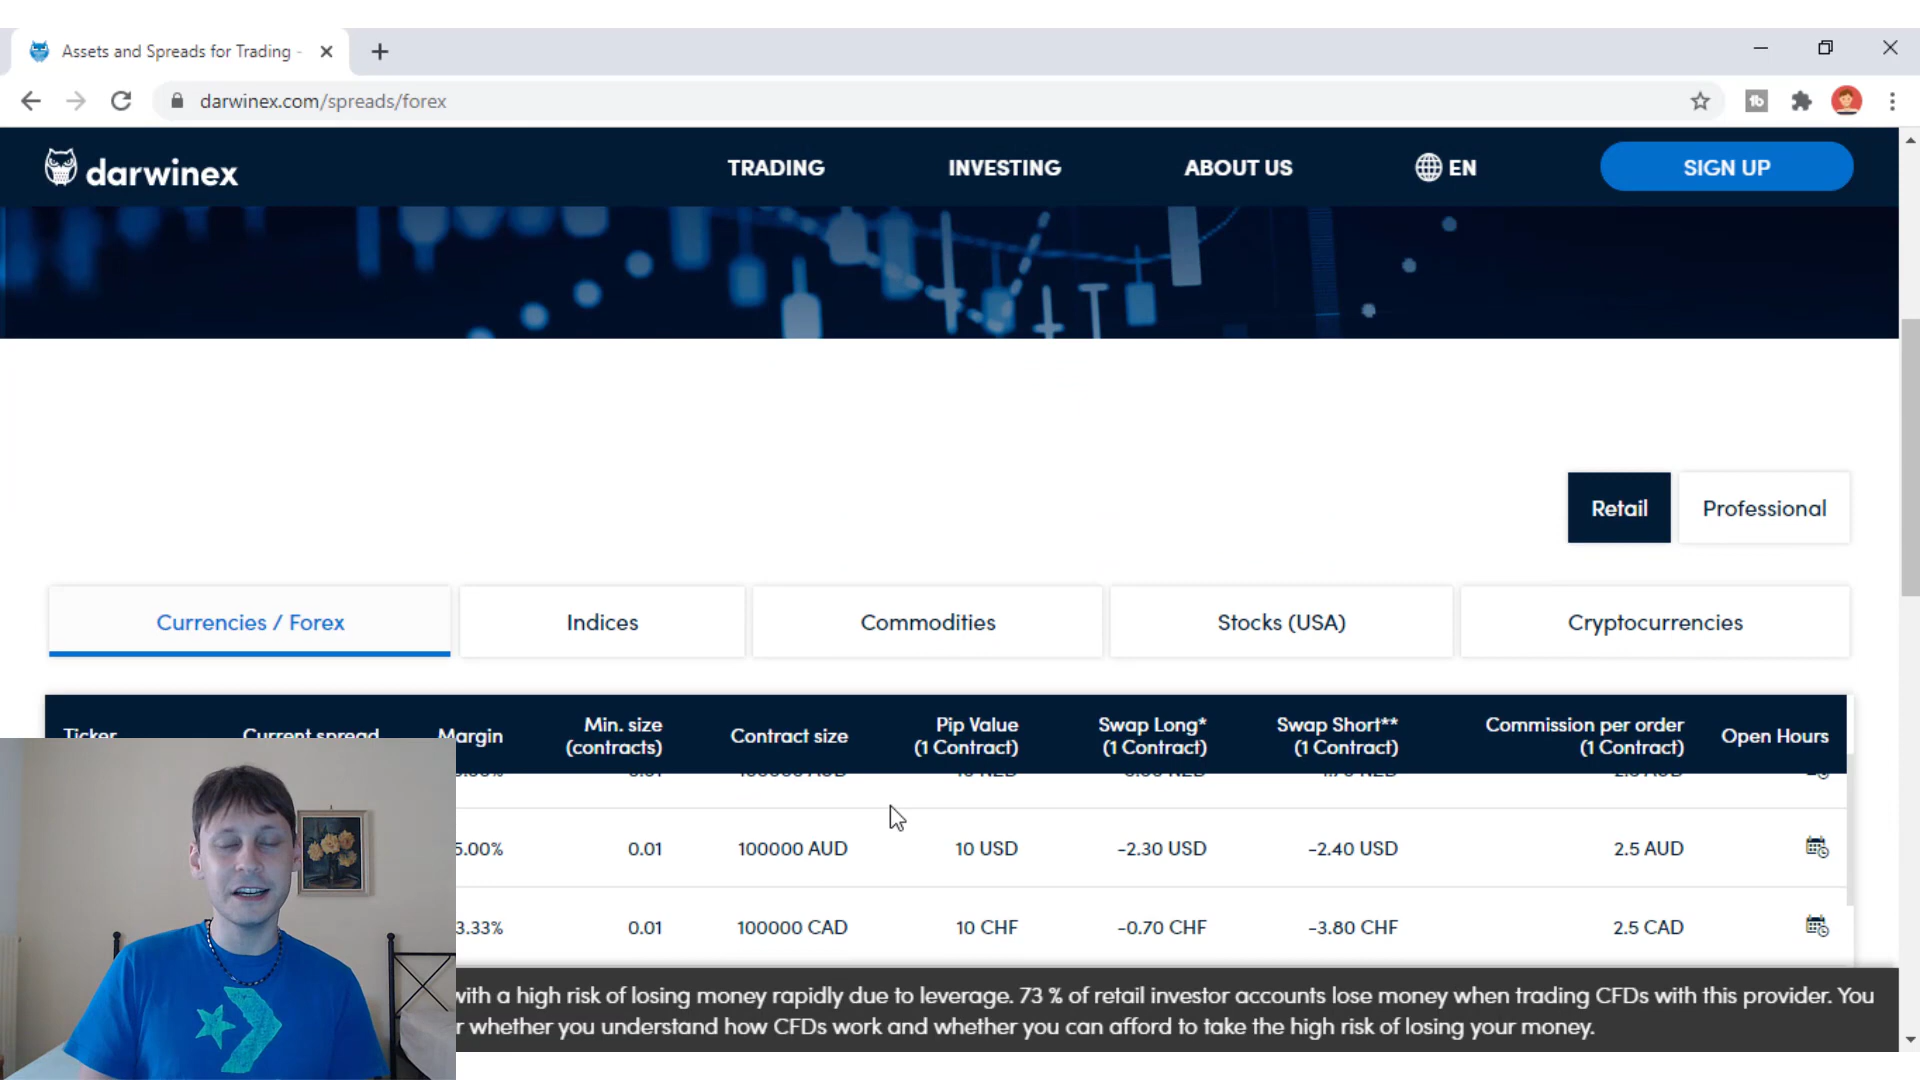 Assets and Spreads for Trading -
darwinex.com/spreads/forex
darwinex
TRADING
INVESTING
ABOUT US
EN
SIGN UP
Retail
Professional
Currencies / Forex
Indices
Commodities
Stocks (USA)
Cryptocurrencies
Ticker
Current spread
Margin
Min. size
(contracts)
Contract size
Pip Value
(1 Contract)
Swap Long*
(1 Contract)
Swap Short**
(1 Contract)
Commission per order
(1 Contract)
Open Hours
5.00% 0.01 100000 AUD 10 USD -2.30 USD -2.40 USD 2.5 AUD
3.33% 0.01 100000 CAD 10 CHF -0.70 CHF -3.80 CHF 2.5 CAD
with a high risk of losing money rapidly due to leverage. 73 % of retail investor accounts lose money when trading CFDs with this provider. You
r whether you understand how CFDs work and whether you can afford to take the high risk of losing your money.